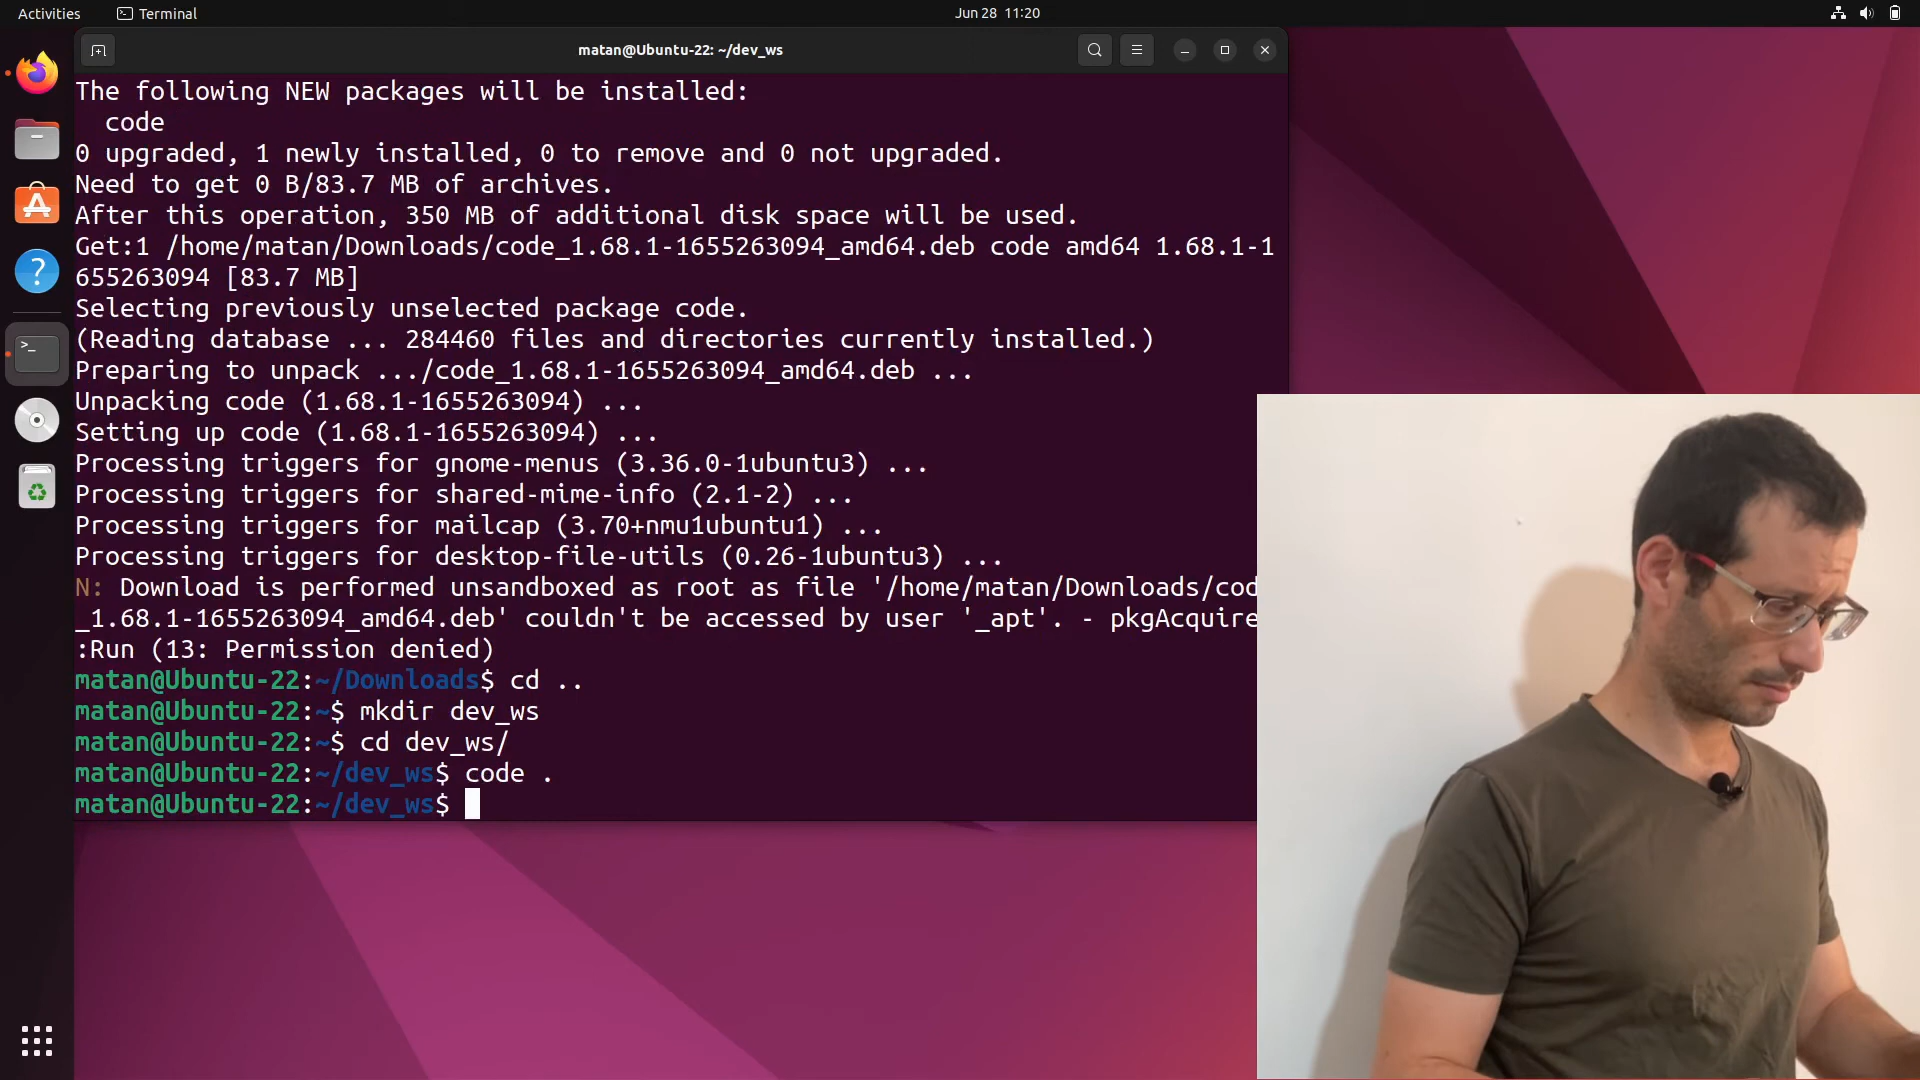 Activities
Terminal
Jun 28 11:20
matan@Ubuntu-22: ~/dev_ws
The following NEW packages will be installed:
code
0 upgraded, 1 newly installed, 0 to remove and 0 not upgraded.
Need to get 0 B/83.7 MB of archives.
After this operation, 350 MB of additional disk space will be used.
Get:1 /home/matan/Downloads/code_1.68.1-1655263094_amd64.deb code amd64 1.68.1-1
655263094 [83.7 MB]
Selecting previously unselected package code.
(Reading database ... 284460 files and directories currently installed.)
Preparing to unpack .../code_1.68.1-1655263094_amd64.deb ...
Unpacking code (1.68.1-1655263094) ...
Setting up code (1.68.1-1655263094) ...
Processing triggers for gnome-menus (3.36.0-1ubuntu3) ...
Processing triggers for shared-mime-info (2.1-2) ...
Processing triggers for mailcap (3.70+nmu1ubuntu1) ...
Processing triggers for desktop-file-utils (0.26-1ubuntu3) ...
N: Download is performed unsandboxed as root as file '/home/matan/Downloads/cod
_1.68.1-1655263094_amd64.deb' couldn't be accessed by user '_apt'. - pkgAcquire
:Run (13: Permission denied)
matan@Ubuntu-22:~/Downloads$ cd ..
matan@Ubuntu-22:~$ mkdir dev_ws
matan@Ubuntu-22:~$ cd dev_ws/
matan@Ubuntu-22:~/dev_ws$ code .
matan@Ubuntu-22:~/dev_ws$